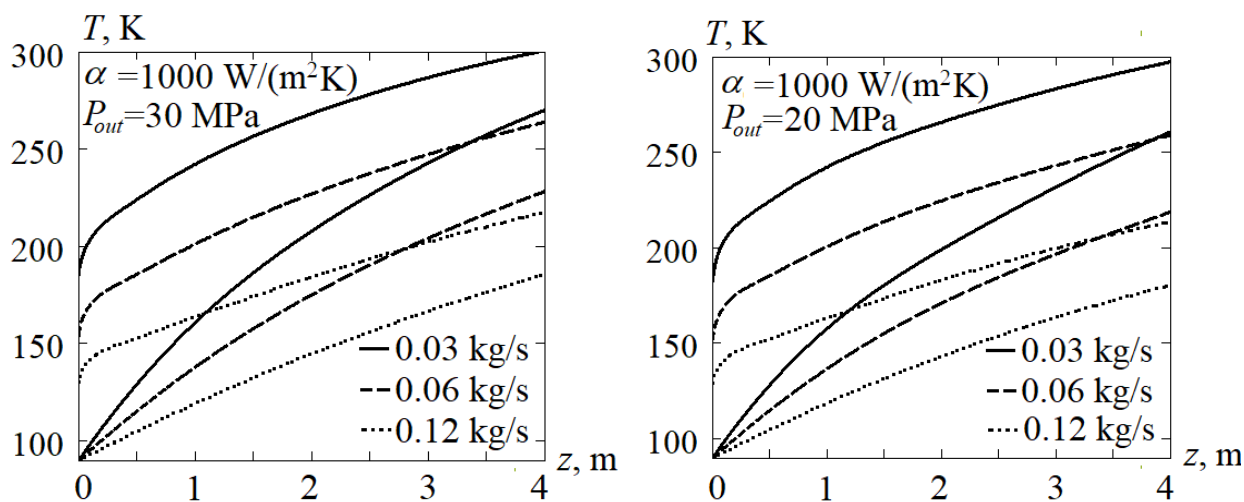 T, K
300
α =1000 W/(m²K)
P_out=30 MPa
250
200
150
0.03 kg/s
0.06 kg/s
0.12 kg/s
100
z, m
0 1 2 3 4
T, K
300
α =1000 W/(m²K)
P_out=20 MPa
250
200
150
0.03 kg/s
0.06 kg/s
0.12 kg/s
100
z, m
0 1 2 3 4